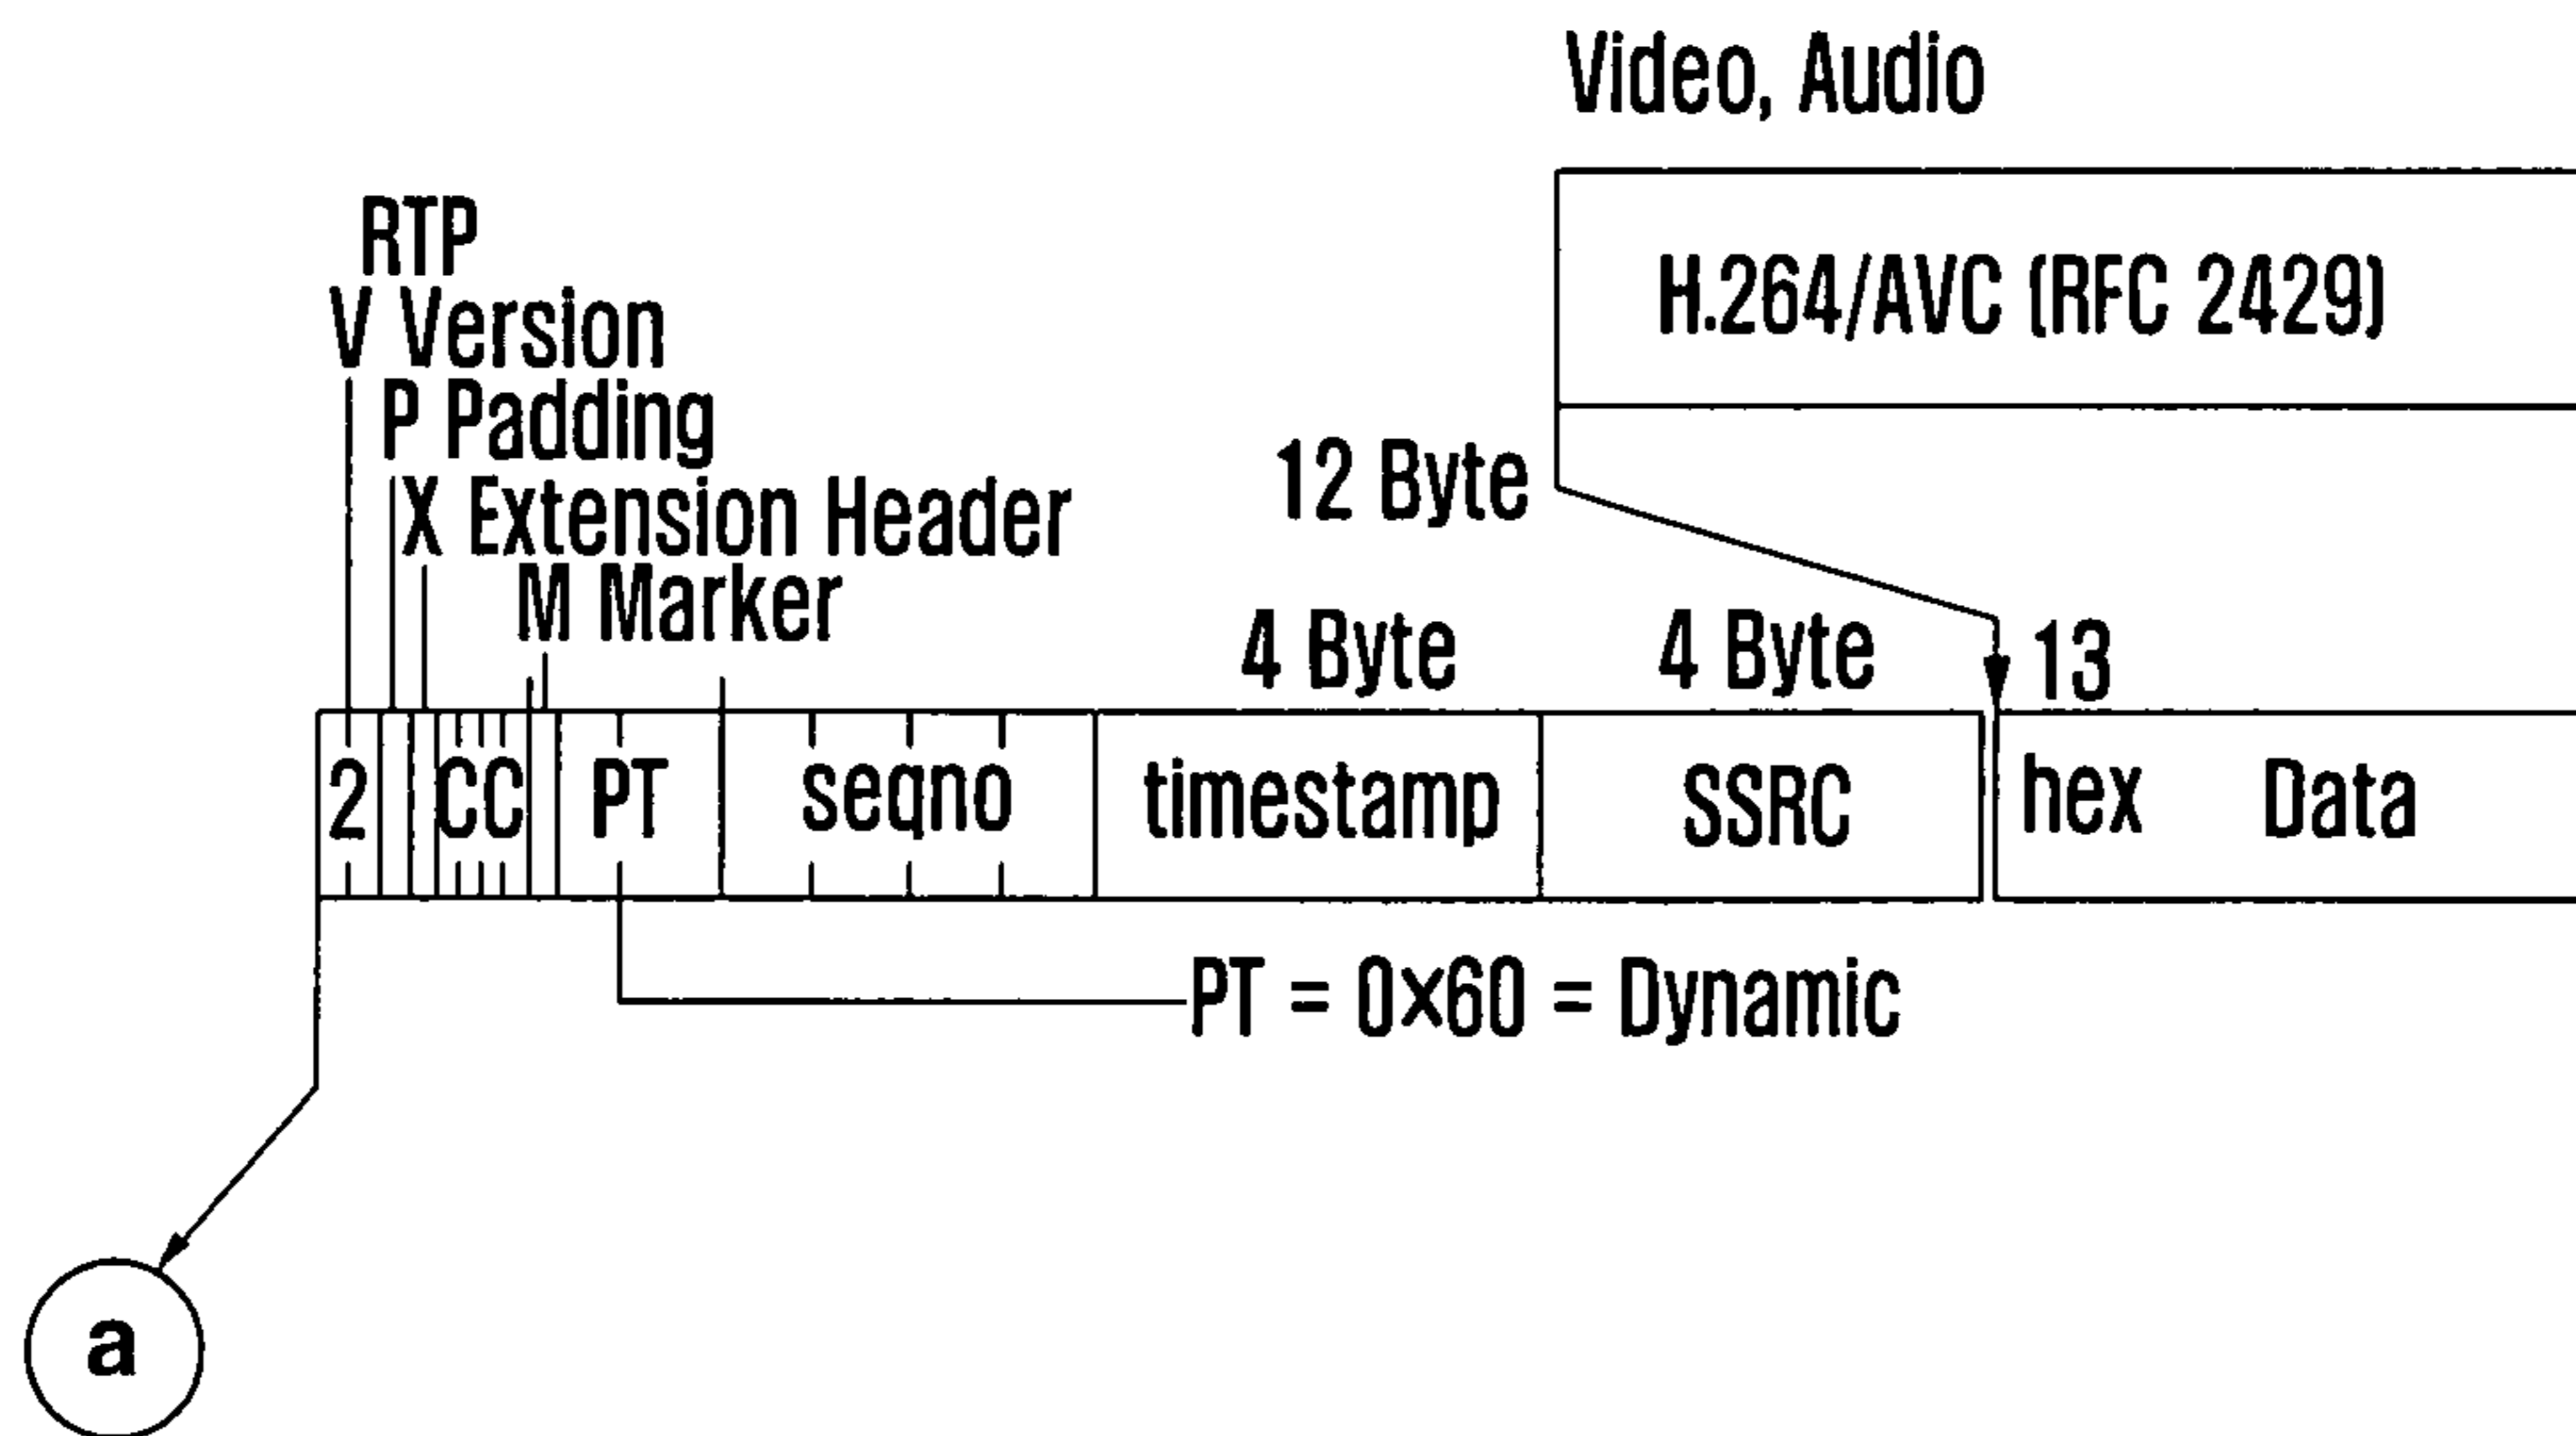 Video, Audio
H.264/AVC (RFC 2429)
RTP
V Version
P Padding
X Extension Header
M Marker
12 Byte
4 Byte
4 Byte
13
2
CC
PT
seqno
timestamp
SSRC
hex
Data
PT = 0×60 = Dynamic
a